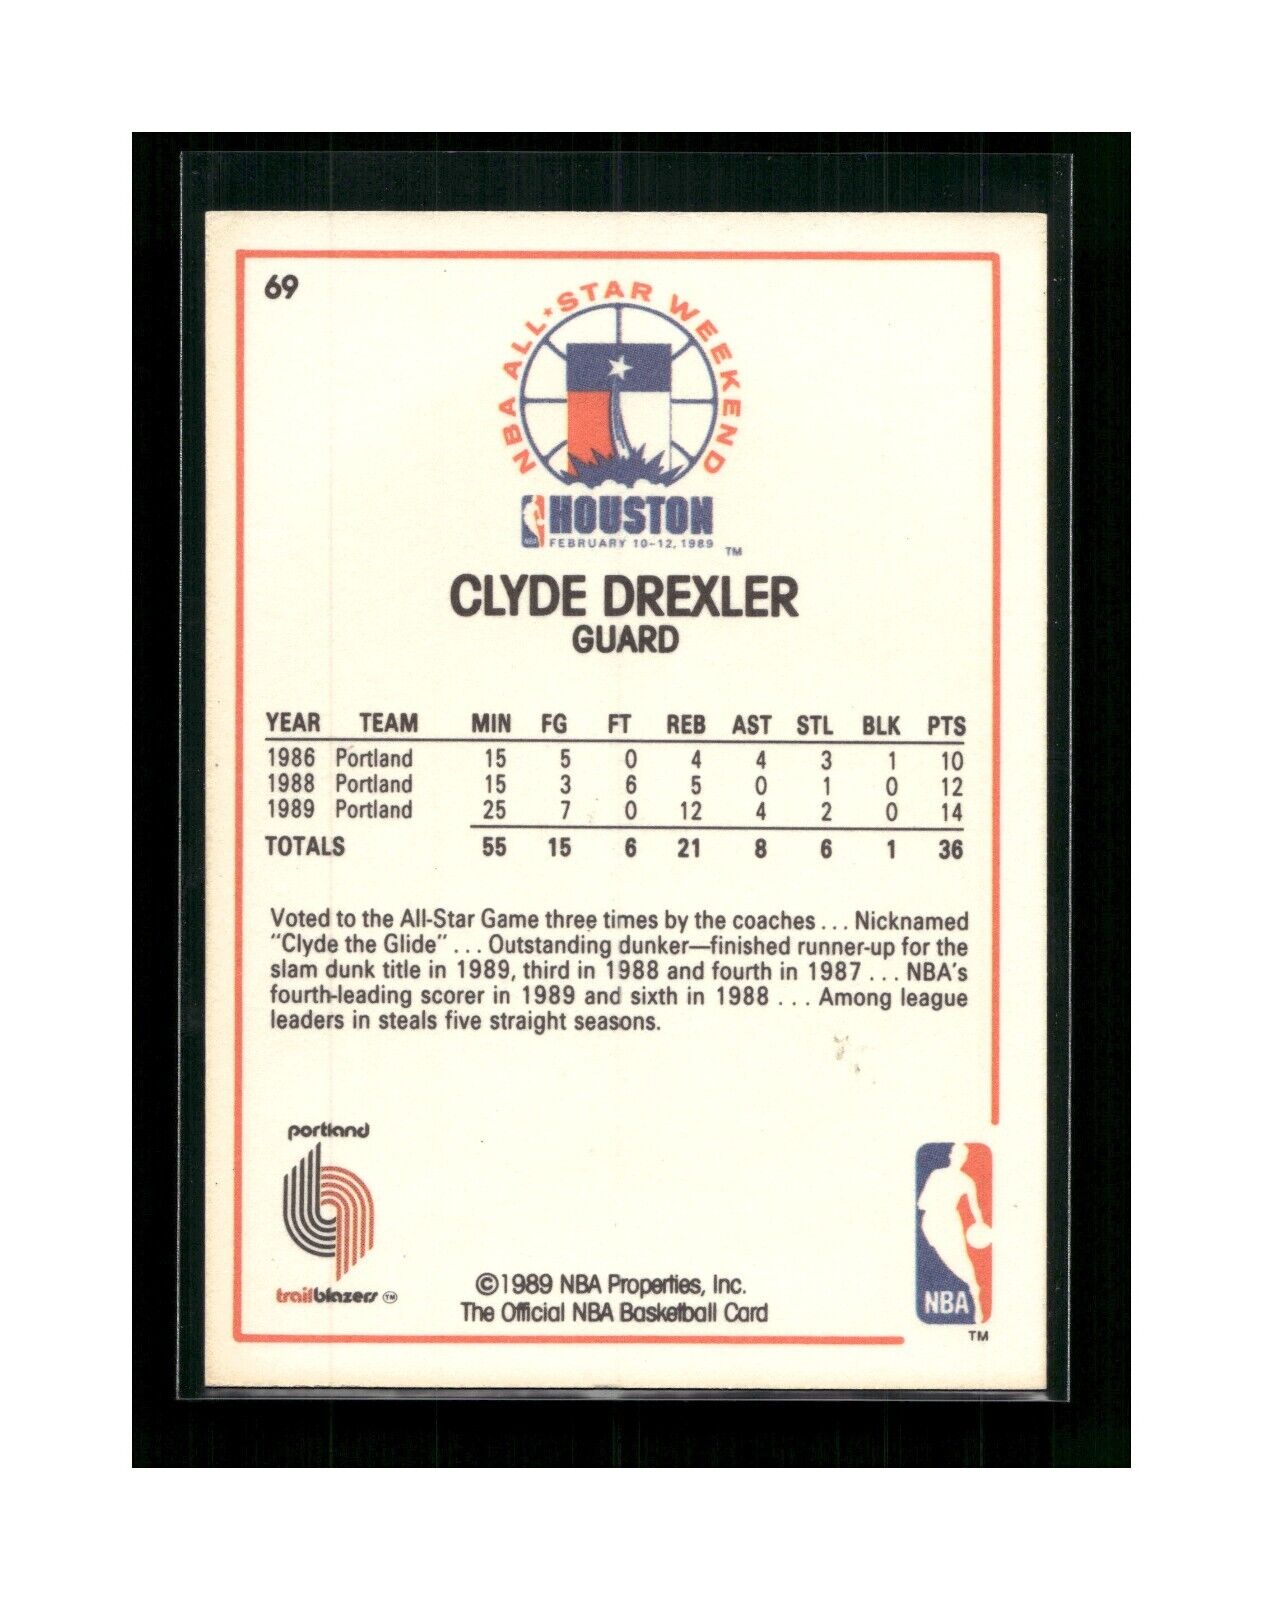 69
NBA ALL★STAR WEEKEND
NBA HOUSTON
FEBRUARY 10-12, 1989 TM
CLYDE DREXLER
GUARD
YEAR TEAM MIN FG FT REB AST STL BLK PTS
1986 Portland 15 5 0 4 4 3 1 10
1988 Portland 15 3 6 5 0 1 0 12
1989 Portland 25 7 0 12 4 2 0 14
TOTALS 55 15 6 21 8 6 1 36
Voted to the All-Star Game three times by the coaches... Nicknamed
"Clyde the Glide"... Outstanding dunker—finished runner-up for the
slam dunk title in 1989, third in 1988 and fourth in 1987... NBA's
fourth-leading scorer in 1989 and sixth in 1988... Among league
leaders in steals five straight seasons.
portland
trailblazers TM
©1989 NBA Properties, Inc.
The Official NBA Basketball Card
NBA
TM